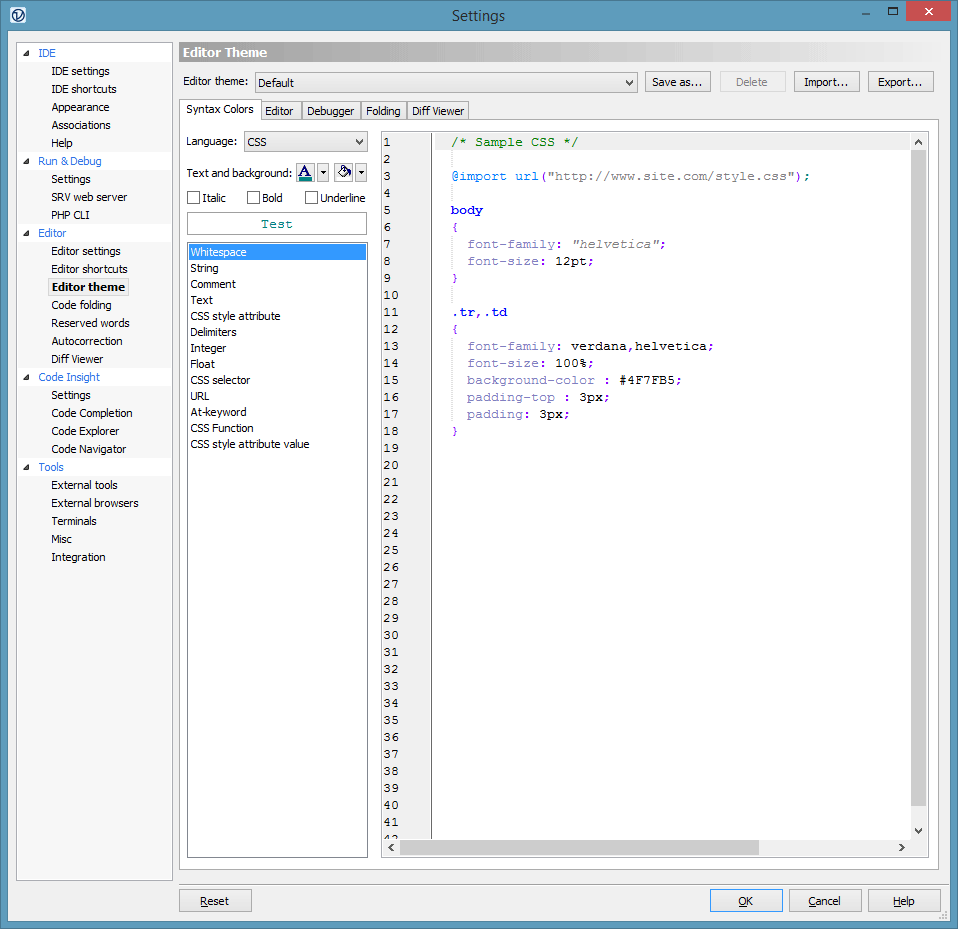 Settings
IDE
IDE settings
IDE shortcuts
Appearance
Associations
Help
Run & Debug
Settings
SRV web server
PHP CLI
Editor
Editor settings
Editor shortcuts
Editor theme
Code folding
Reserved words
Autocorrection
Diff Viewer
Code Insight
Settings
Code Completion
Code Explorer
Code Navigator
Tools
External tools
External browsers
Terminals
Misc
Integration
Editor Theme
Editor theme: Default Save as... Delete Import... Export...
Syntax Colors Editor Debugger Folding Diff Viewer
Language: CSS
Text and background: A
Italic Bold Underline
Test
Whitespace
String
Comment
Text
CSS style attribute
Delimiters
Integer
Float
CSS selector
URL
At-keyword
CSS Function
CSS style attribute value
1 /* Sample CSS */
2
3 @import url("http://www.site.com/style.css");
4
5 body
6 {
7 font-family: "helvetica";
8 font-size: 12pt;
9 }
10
11 .tr,.td
12 {
13 font-family: verdana,helvetica;
14 font-size: 100%;
15 background-color : #4F7FB5;
16 padding-top : 3px;
17 padding: 3px;
18 }
19
20
21
22
23
24
25
26
27
28
29
30
31
32
33
34
35
36
37
38
39
40
41
42
Reset OK Cancel Help